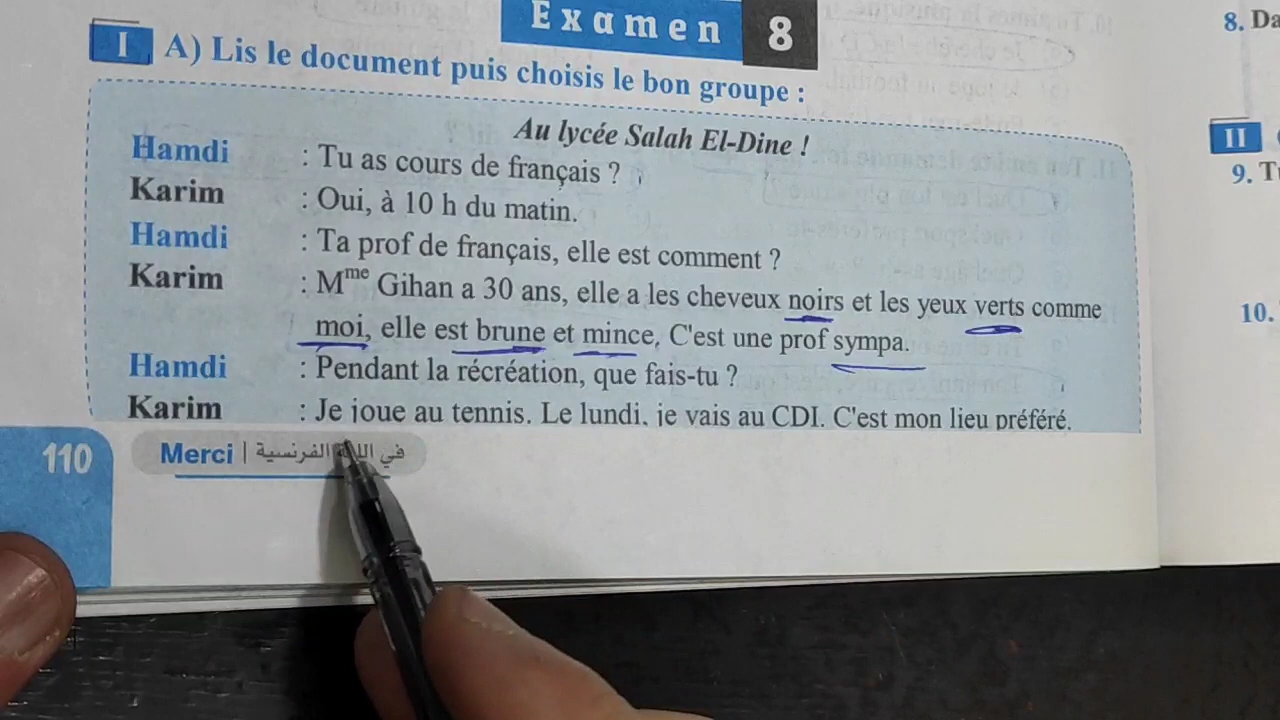 Examen 8
8. Da
I A) Lis le document puis choisis le bon groupe :
Au lycée Salah El-Dine !
Hamdi : Tu as cours de français ?
Karim : Oui, à 10 h du matin.
Hamdi : Ta prof de français, elle est comment ?
Karim : Mme Gihan a 30 ans, elle a les cheveux noirs et les yeux verts comme
moi, elle est brune et mince, C'est une prof sympa.
Hamdi : Pendant la récréation, que fais-tu ?
Karim : Je joue au tennis. Le lundi, je vais au CDI. C'est mon lieu préféré.
110 Merci | في اللغة الفرنسية
II
9.
10.